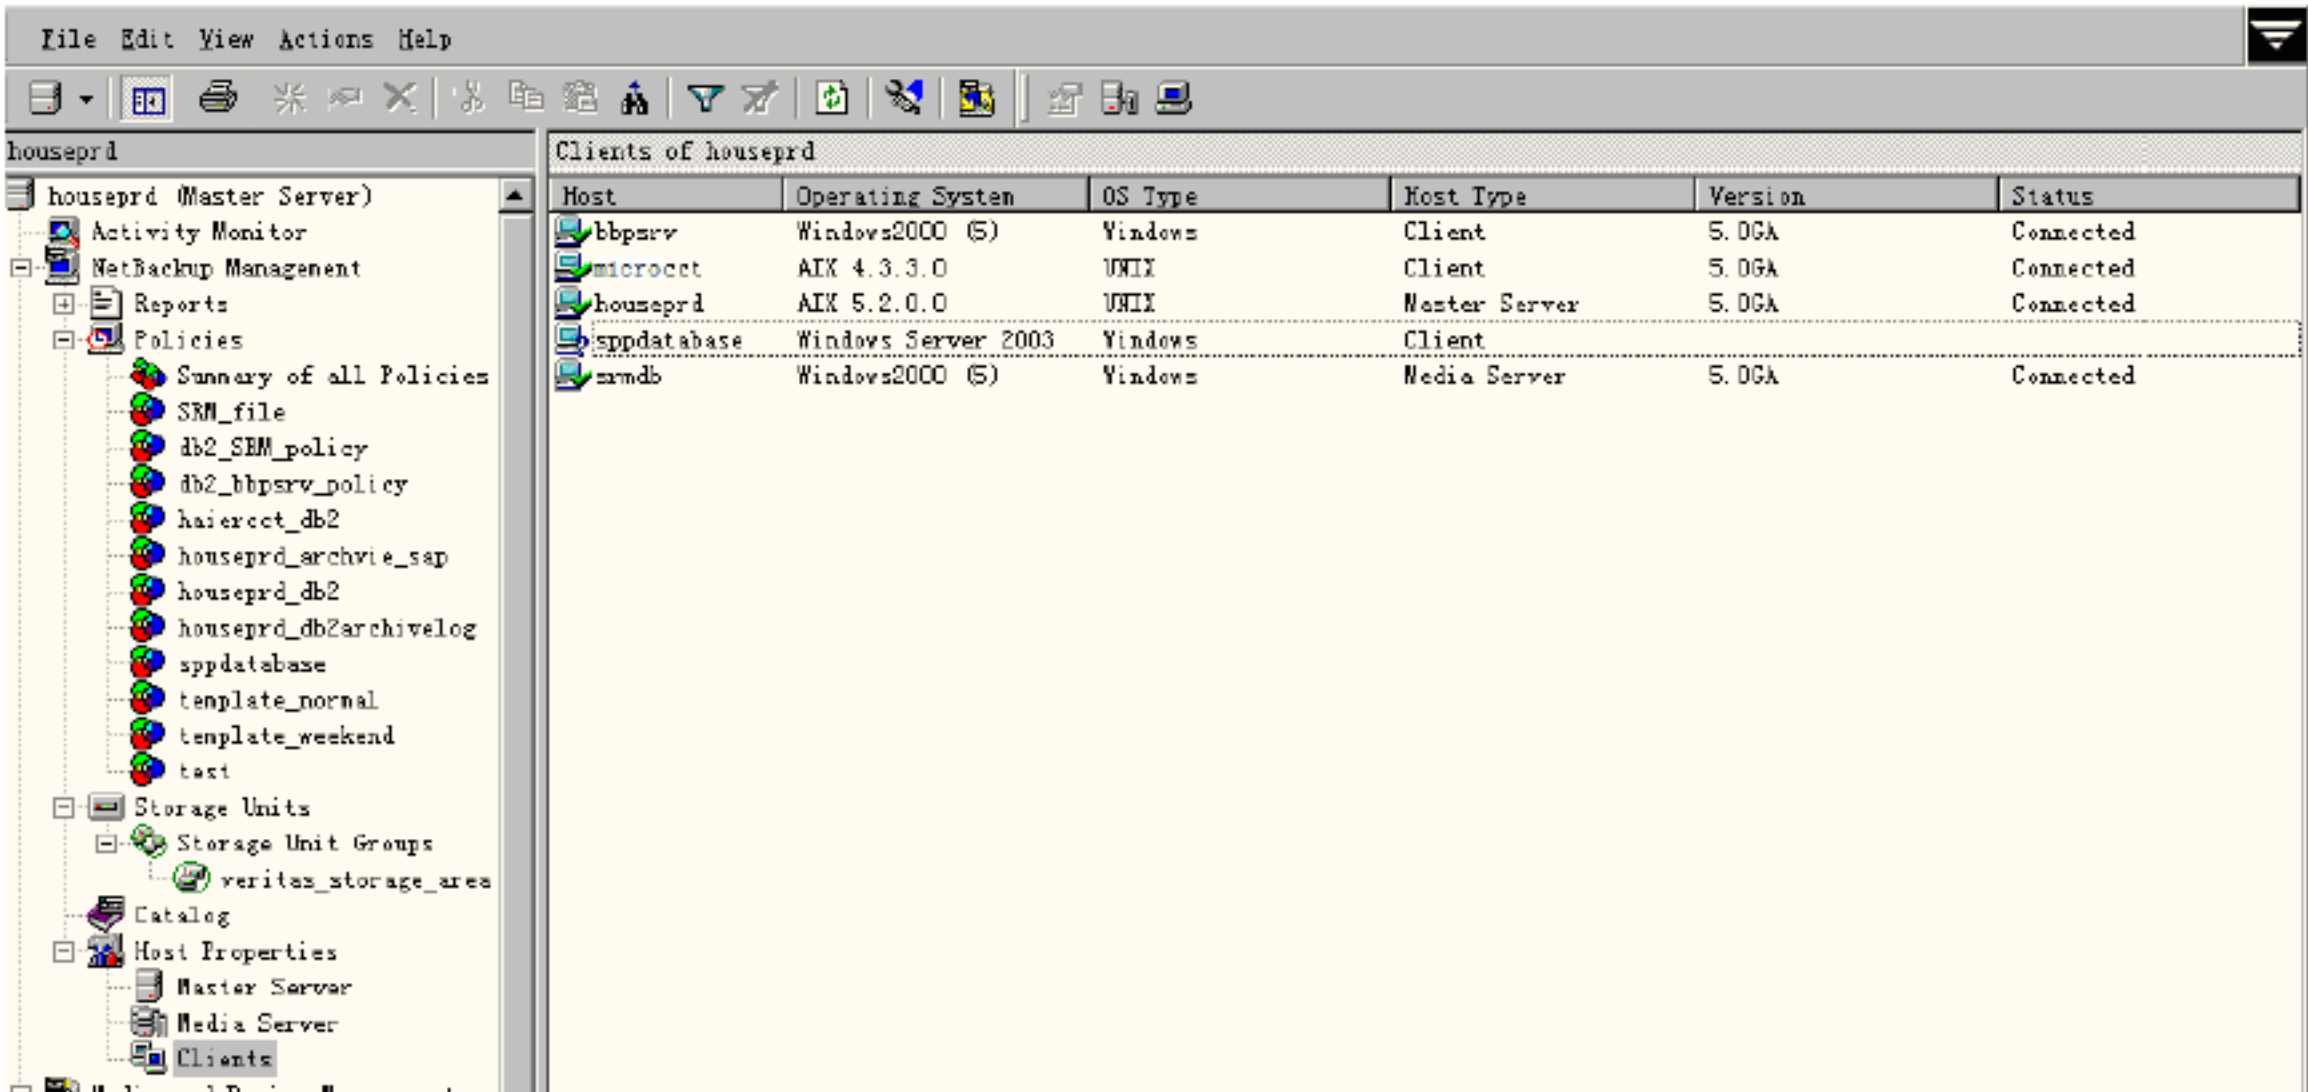 File Edit View Actions Help
houseprd
Clients of houseprd
houseprd (Master Server)
Activity Monitor
NetBackup Management
Reports
Policies
Summary of all Policies
SRM_file
db2_SRM_policy
db2_bbpsrv_policy
haiercct_db2
houseprd_archvie_sap
houseprd_db2
houseprd_db2archivelog
sppdatabase
template_normal
template_weekend
test
Storage Units
Storage Unit Groups
veritas_storage_area
Catalog
Host Properties
Master Server
Media Server
Clients
Host Operating System OS Type Host Type Version Status
bbpsrv Windows2000 (5) Windows Client 5.0GA Connected
microcct AIX 4.3.3.0 UNIX Client 5.0GA Connected
houseprd AIX 5.2.0.0 UNIX Master Server 5.0GA Connected
sppdatabase Windows Server 2003 Windows Client
srmdb Windows2000 (5) Windows Media Server 5.0GA Connected